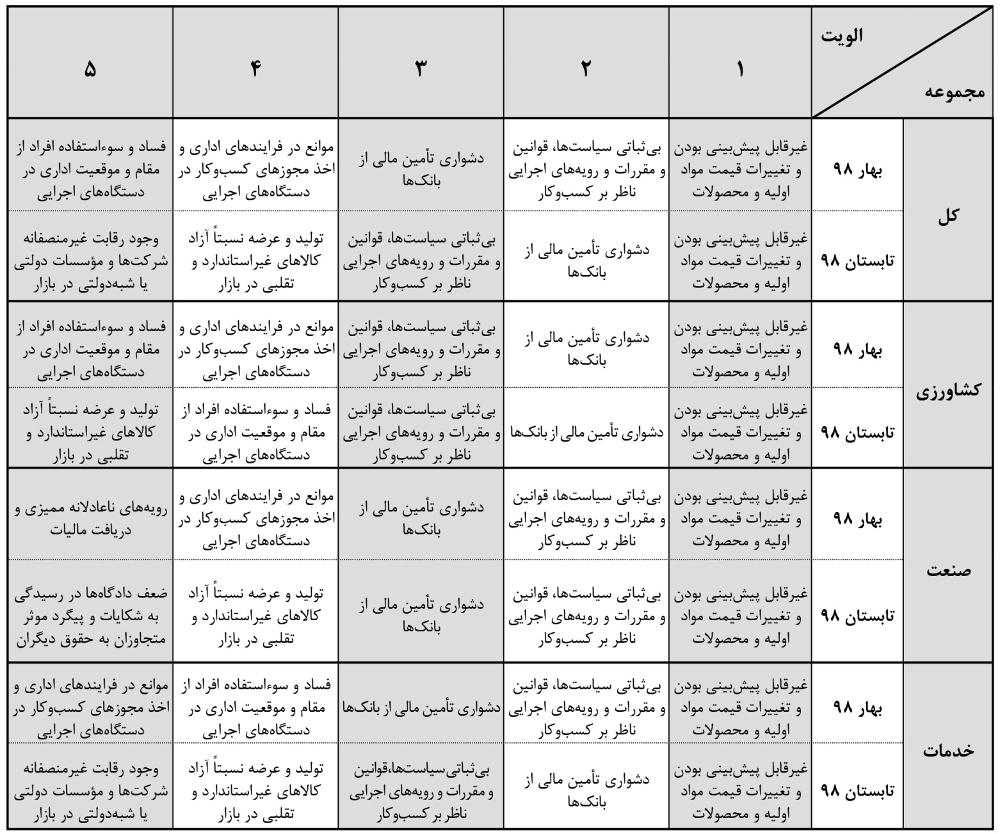 الویت
مجموعه
۱
۲
۳
۴
۵
کل
بهار ۹۸
غیرقابل پیش‌بینی بودن
و تغییرات قیمت مواد
اولیه و محصولات
بی‌ثباتی سیاست‌ها، قوانین
و مقررات و رویه‌های اجرایی
ناظر بر کسب‌وکار
دشواری تأمین مالی از
بانک‌ها
موانع در فرایندهای اداری و
اخذ مجوزهای کسب‌وکار در
دستگاه‌های اجرایی
فساد و سوءاستفاده افراد از
مقام و موقعیت اداری در
دستگاه‌های اجرایی
تابستان ۹۸
غیرقابل پیش‌بینی بودن
و تغییرات قیمت مواد
اولیه و محصولات
دشواری تأمین مالی از
بانک‌ها
بی‌ثباتی سیاست‌ها، قوانین
و مقررات و رویه‌های اجرایی
ناظر بر کسب‌وکار
تولید و عرضه نسبتاً آزاد
کالاهای غیراستاندارد و
تقلبی در بازار
وجود رقابت غیرمنصفانه
شرکت‌ها و مؤسسات دولتی
یا شبه‌دولتی در بازار
کشاورزی
بهار ۹۸
غیرقابل پیش‌بینی بودن
و تغییرات قیمت مواد
اولیه و محصولات
دشواری تأمین مالی از
بانک‌ها
بی‌ثباتی سیاست‌ها، قوانین
و مقررات و رویه‌های اجرایی
ناظر بر کسب‌وکار
موانع در فرایندهای اداری و
اخذ مجوزهای کسب‌وکار در
دستگاه‌های اجرایی
فساد و سوءاستفاده افراد از
مقام و موقعیت اداری در
دستگاه‌های اجرایی
تابستان ۹۸
غیرقابل پیش‌بینی بودن
و تغییرات قیمت مواد
اولیه و محصولات
دشواری تأمین مالی از بانک‌ها
بی‌ثباتی سیاست‌ها، قوانین
و مقررات و رویه‌های اجرایی
ناظر بر کسب‌وکار
فساد و سوءاستفاده افراد از
مقام و موقعیت اداری در
دستگاه‌های اجرایی
تولید و عرضه نسبتاً آزاد
کالاهای غیراستاندارد و
تقلبی در بازار
صنعت
بهار ۹۸
غیرقابل پیش‌بینی بودن
و تغییرات قیمت مواد
اولیه و محصولات
بی‌ثباتی سیاست‌ها، قوانین
و مقررات و رویه‌های اجرایی
ناظر بر کسب‌وکار
دشواری تأمین مالی از
بانک‌ها
موانع در فرایندهای اداری و
اخذ مجوزهای کسب‌وکار در
دستگاه‌های اجرایی
رویه‌های ناعادلانه ممیزی و
دریافت مالیات
تابستان ۹۸
غیرقابل پیش‌بینی بودن
و تغییرات قیمت مواد
اولیه و محصولات
بی‌ثباتی سیاست‌ها، قوانین
و مقررات و رویه‌های اجرایی
ناظر بر کسب‌وکار
دشواری تأمین مالی از
بانک‌ها
تولید و عرضه نسبتاً آزاد
کالاهای غیراستاندارد و
تقلبی در بازار
ضعف دادگاه‌ها در رسیدگی
به شکایات و پیگرد موثر
متجاوزان به حقوق دیگران
خدمات
بهار ۹۸
غیرقابل پیش‌بینی بودن
و تغییرات قیمت مواد
اولیه و محصولات
بی‌ثباتی سیاست‌ها، قوانین
و مقررات و رویه‌های اجرایی
ناظر بر کسب‌وکار
دشواری تأمین مالی از بانک‌ها
فساد و سوءاستفاده افراد از
مقام و موقعیت اداری در
دستگاه‌های اجرایی
موانع در فرایندهای اداری و
اخذ مجوزهای کسب‌وکار در
دستگاه‌های اجرایی
تابستان ۹۸
غیرقابل پیش‌بینی بودن
و تغییرات قیمت مواد
اولیه و محصولات
دشواری تأمین مالی از
بانک‌ها
بی‌ثباتی سیاست‌ها،قوانین
و مقررات و رویه‌های اجرایی
ناظر بر کسب‌وکار
تولید و عرضه نسبتاً آزاد
کالاهای غیراستاندارد و
تقلبی در بازار
وجود رقابت غیرمنصفانه
شرکت‌ها و مؤسسات دولتی
یا شبه‌دولتی در بازار